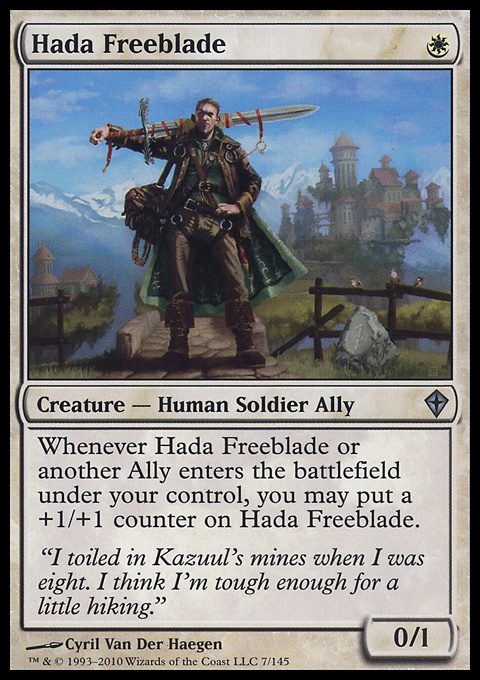 Hada Freeblade
Creature — Human Soldier Ally
Whenever Hada Freeblade or
another Ally enters the battlefield
under your control, you may put a
+1/+1 counter on Hada Freeblade.
“I toiled in Kazuul’s mines when I was
eight. I think I’m tough enough for a
little hiking.”
Cyril Van Der Haegen
0/1
™ & © 1993–2010 Wizards of the Coast LLC 7/145